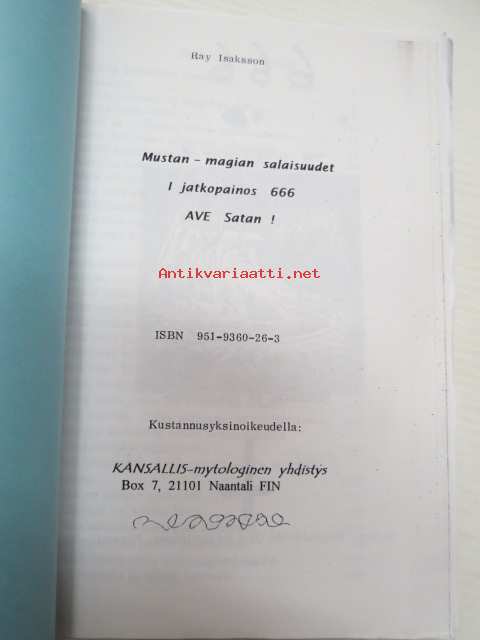 Ray Isaksson
Mustan - magian salaisuudet
I jatkopainos 666
AVE Satan !
Antikvariaatti.net
ISBN 951-9360-26-3
Kustannusyksinoikeudella:
KANSALLIS-mytologinen yhdistys
Box 7, 21101 Naantali FIN